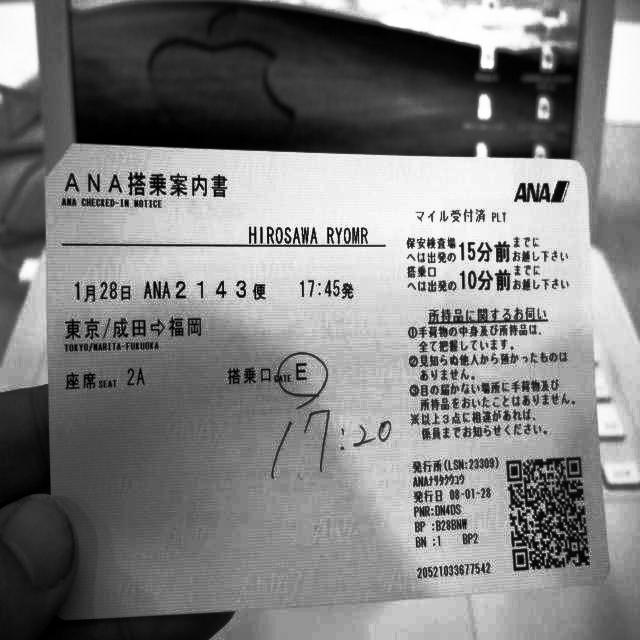 ANA搭乗案内書
ANA CHECKED-IN NOTICE
ANA
マイル受付済 PLT
HIROSAWA RYOMR
保安検査場へは出発の15分前までにお越し下さい
搭乗口へは出発の10分前までにお越し下さい
1月28日 ANA2143便 17:45発
東京/成田⇨福岡
TOKYO/NARITA-FUKUOKA
座席SEAT 2A 搭乗口GATE E
17:20
所持品に関するお伺い
①手荷物の中身及び所持品は、
全て把握しています。
②見知らぬ他人から預かったものは
ありません。
③目の届かない場所に手荷物及び
所持品をおいたことはありません。
※以上3点に相違があれば、
係員までお知らせください。
発行所(LSN:23309)
ANAナリタクウコウ
発行日 08-01-28
PNR:DN4DS
BP :B28BNW
BN :1 BP2
20521033677542